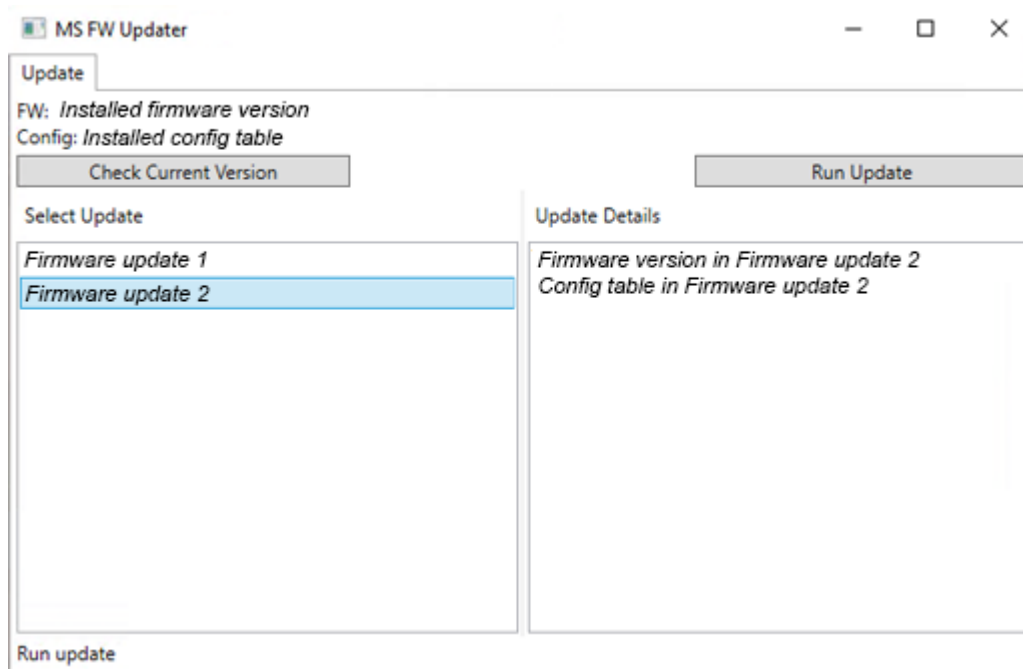 MS FW Updater
Update
FW: Installed firmware version
Config: Installed config table
Check Current Version
Run Update
Select Update
Update Details
Firmware update 1
Firmware update 2
Firmware version in Firmware update 2
Config table in Firmware update 2
Run update